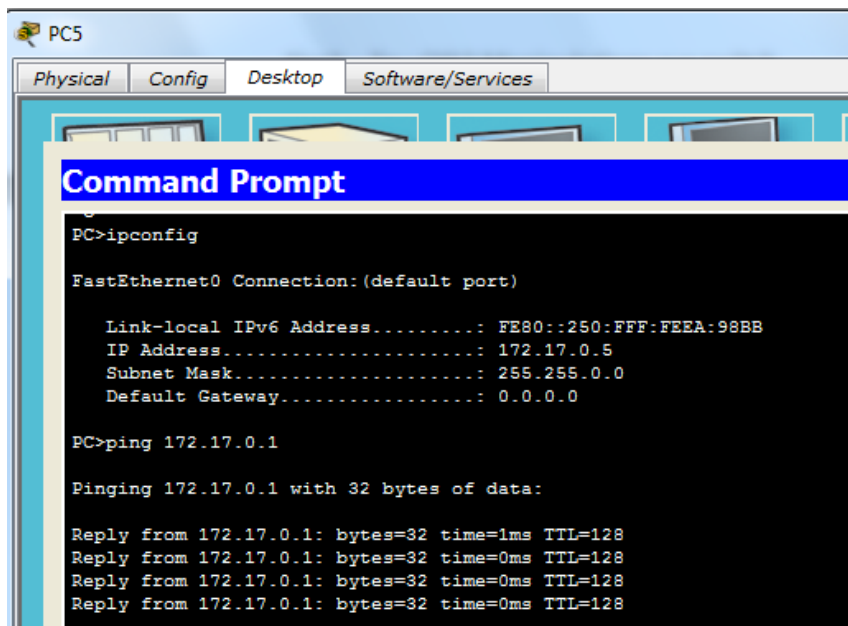 PC5
Physical Config Desktop Software/Services
Command Prompt
PC>ipconfig
FastEthernet0 Connection:(default port)
Link-local IPv6 Address.........: FE80::250:FFF:FEEA:98BB
IP Address......................: 172.17.0.5
Subnet Mask.....................: 255.255.0.0
Default Gateway.................: 0.0.0.0
PC>ping 172.17.0.1
Pinging 172.17.0.1 with 32 bytes of data:
Reply from 172.17.0.1: bytes=32 time=1ms TTL=128
Reply from 172.17.0.1: bytes=32 time=0ms TTL=128
Reply from 172.17.0.1: bytes=32 time=0ms TTL=128
Reply from 172.17.0.1: bytes=32 time=0ms TTL=128